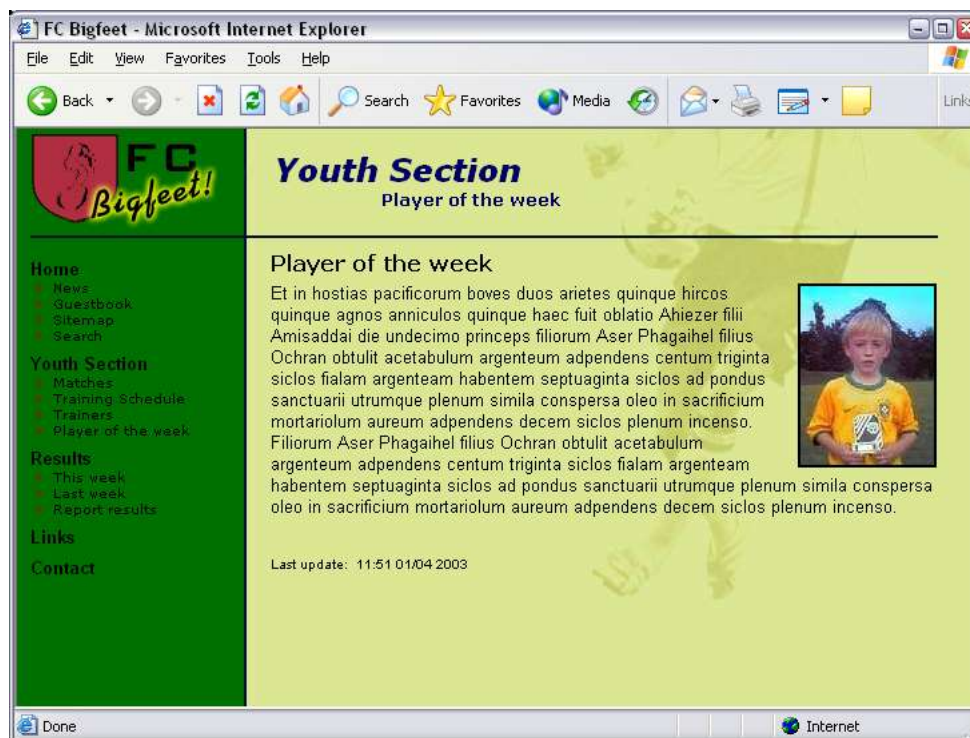 FC Bigfeet - Microsoft Internet Explorer
File Edit View Favorites Tools Help
Back Search Favorites Media Links
FC
Bigfeet!
Youth Section
Player of the week
Home
News
Guestbook
Sitemap
Search
Youth Section
Matches
Training Schedule
Trainers
Player of the week
Results
This week
Last week
Report results
Links
Contact
Player of the week
Et in hostias pacificorum boves duos arietes quinque hircos
quinque agnos anniculos quinque haec fuit oblatio Ahiezer filii
Amisaddai die undecimo princeps filiorum Aser Phagaihel filius
Ochran obtulit acetabulum argenteum adpendens centum triginta
siclos fialam argenteam habentem septuaginta siclos ad pondus
sanctuarii utrumque plenum simila conspersa oleo in sacrificium
mortariolum aureum adpendens decem siclos plenum incenso.
Filiorum Aser Phagaihel filius Ochran obtulit acetabulum
argenteum adpendens centum triginta siclos fialam argenteam
habentem septuaginta siclos ad pondus sanctuarii utrumque plenum simila conspersa
oleo in sacrificium mortariolum aureum adpendens decem siclos plenum incenso.
Last update: 11:51 01/04 2003
Done Internet